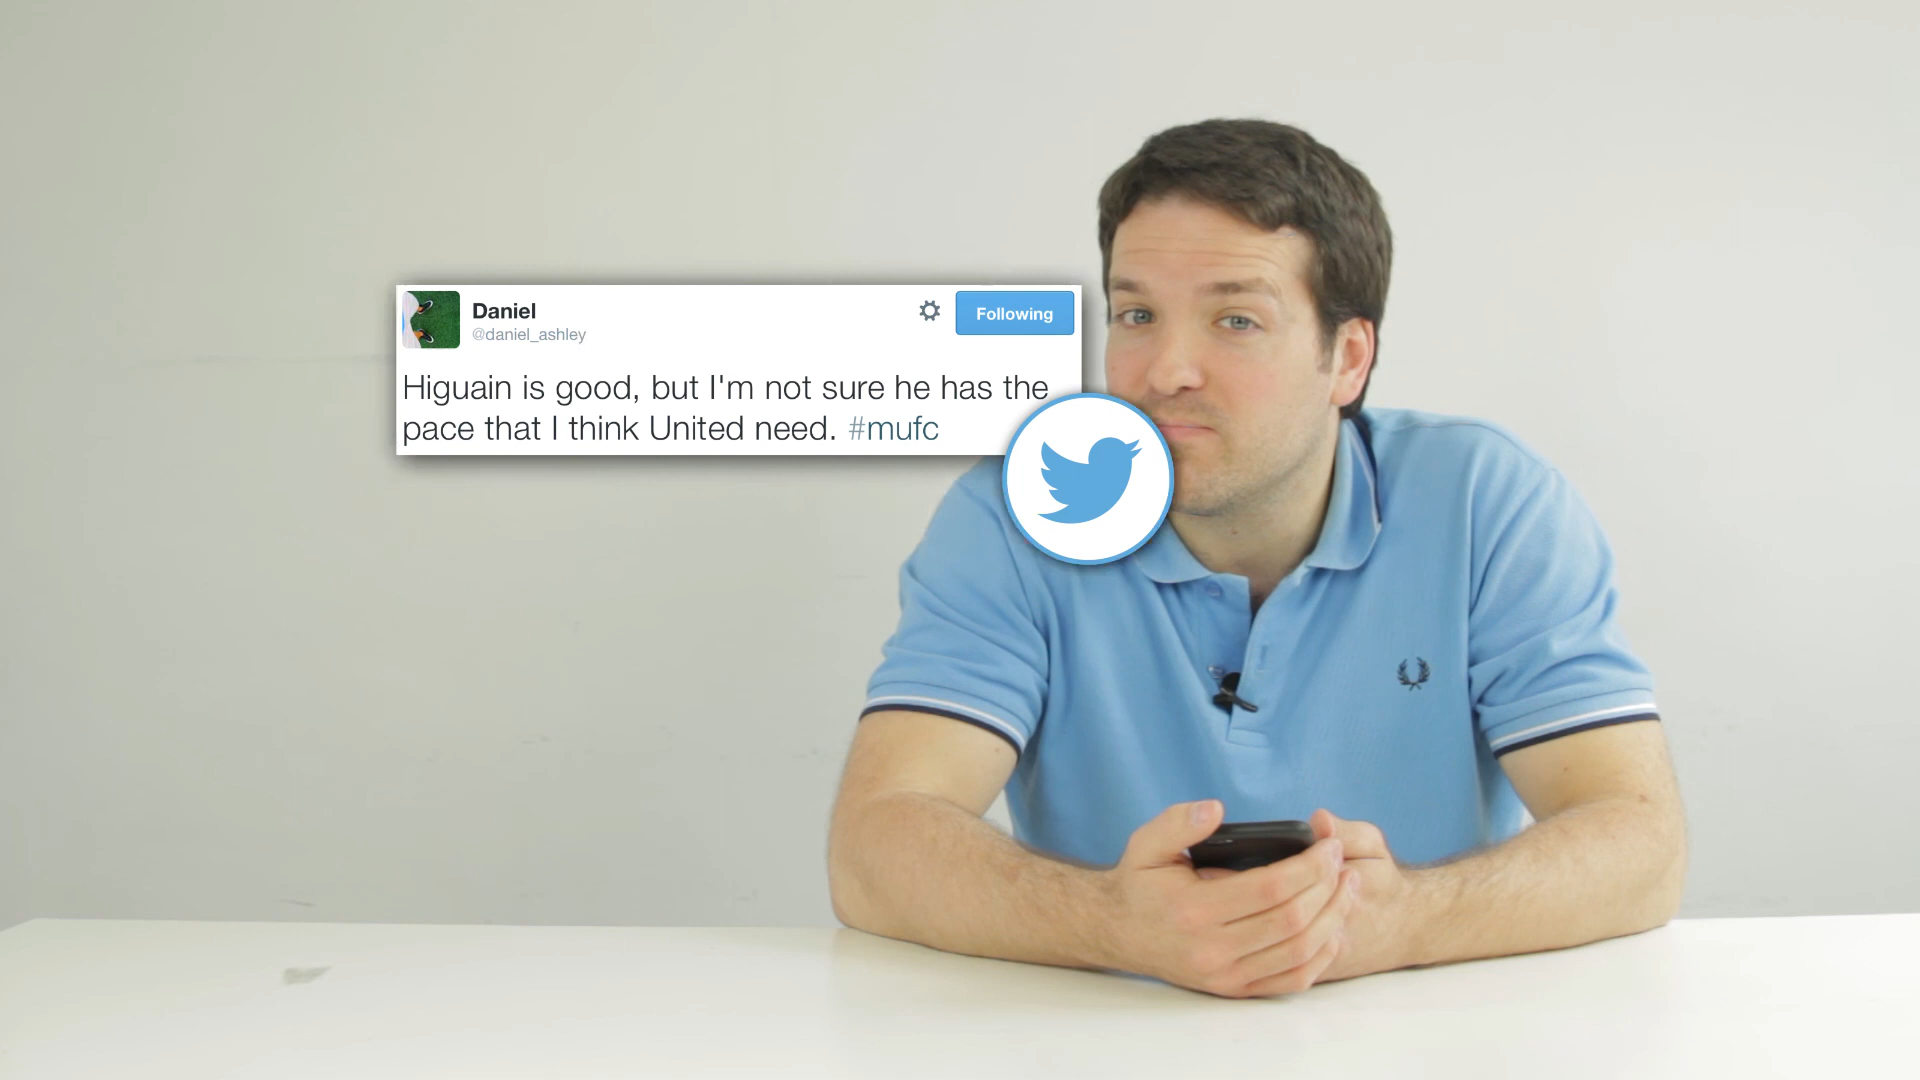 Daniel
@daniel_ashley
Following
Higuain is good, but I'm not sure he has the
pace that I think United need. #mufc